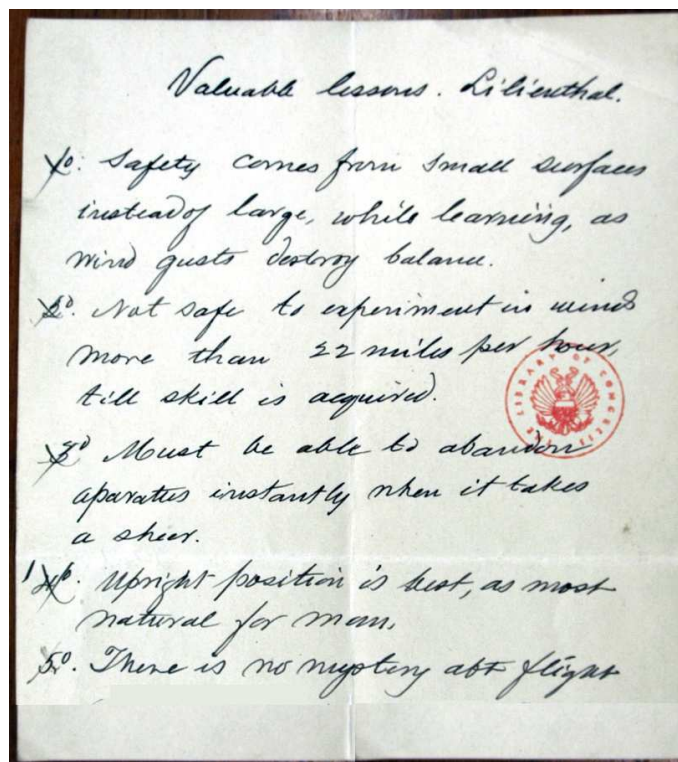 Valuable lessons. Lilienthal.
1º. Safety comes from small surfaces
instead of large, while learning, as
wind gusts destroy balance.
2º. Not safe to experiment in winds
more than 22 miles per hour,
till skill is acquired.
3º Must be able to abandon
aparatus instantly when it takes
a sheer.
4º. Upright position is best, as most
natural for man.
5º. There is no mystery abt flight
THE LIBRARY OF CONGRESS